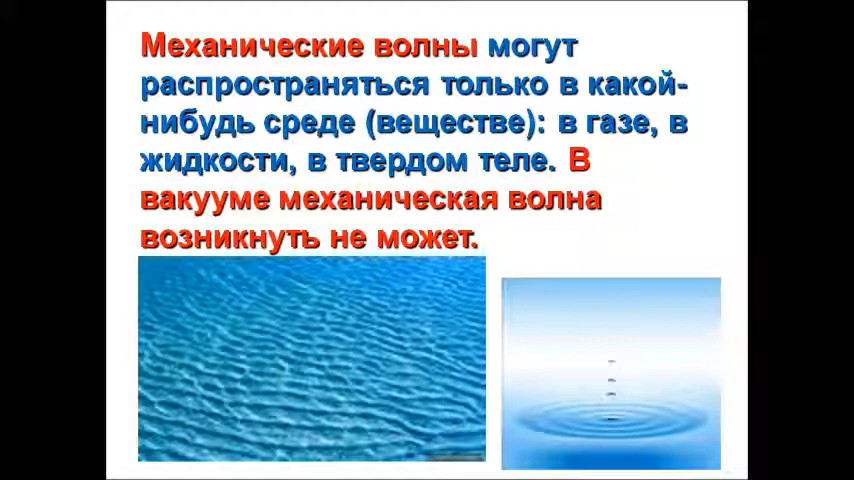 Механические волны могут
распространяться только в какой-
нибудь среде (веществе): в газе, в
жидкости, в твердом теле. В
вакууме механическая волна
возникнуть не может.